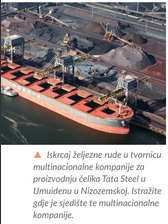 ▲ Iskrcaj željezne rude u tvornicu
multinacionalne kompanije za
proizvodnju čelika Tata Steel u
IJmuidenu u Nizozemskoj. Istražite
gdje je sjedište te multinacionalne
kompanije.